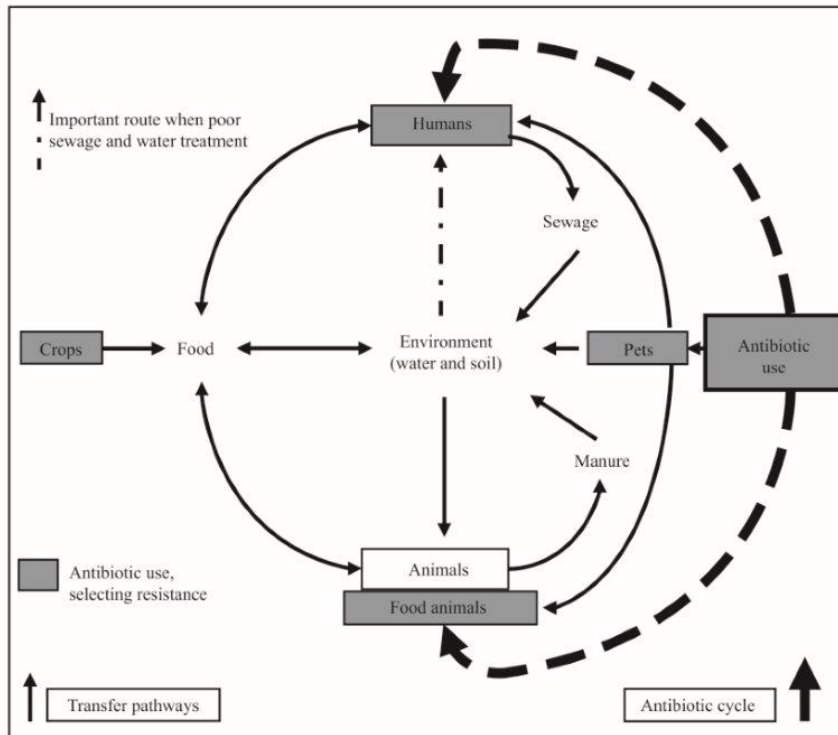 Important route when poor
sewage and water treatment
Humans
Sewage
Crops
Food
Environment
(water and soil)
Pets
Antibiotic
use
Manure
Animals
Food animals
Antibiotic use,
selecting resistance
Transfer pathways
Antibiotic cycle